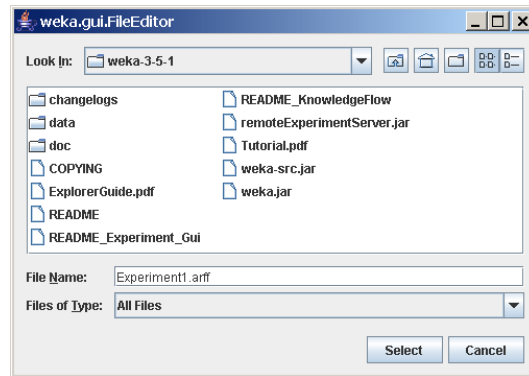 weka.gui.FileEditor
Look In: weka-3-5-1
changelogs
data
doc
COPYING
ExplorerGuide.pdf
README
README_Experiment_Gui
README_KnowledgeFlow
remoteExperimentServer.jar
Tutorial.pdf
weka-src.jar
weka.jar
File Name: Experiment1.arff
Files of Type: All Files
Select Cancel